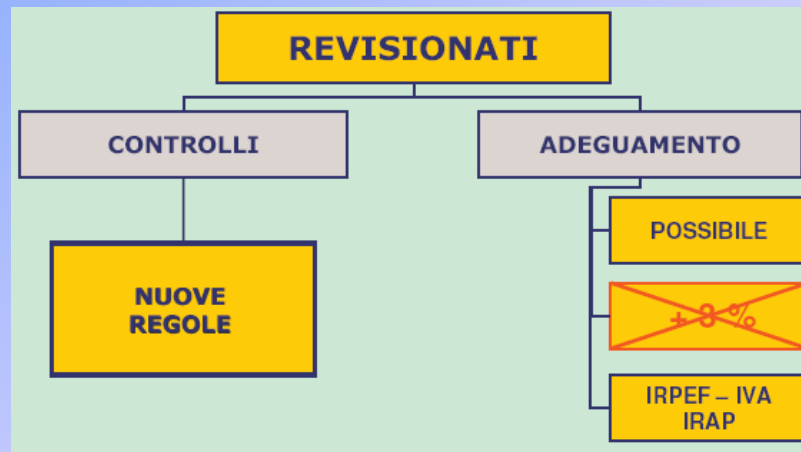 REVISIONATI
CONTROLLI
ADEGUAMENTO
NUOVE
REGOLE
POSSIBILE
+ 3 %
IRPEF – IVA
IRAP